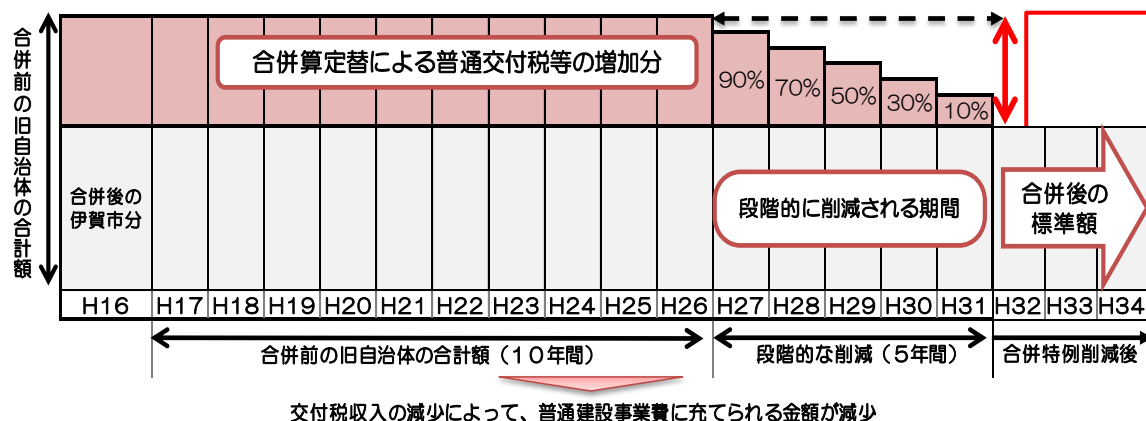 合併前の旧自治体の合計額
合併算定替による普通交付税等の増加分
90%
70%
50%
30%
10%
合併後の
伊賀市分
段階的に削減される期間
合併後の
標準額
H16 H17 H18 H19 H20 H21 H22 H23 H24 H25 H26 H27 H28 H29 H30 H31 H32 H33 H34
合併前の旧自治体の合計額（１０年間）
段階的な削減（５年間）
合併特例削減後
交付税収入の減少によって、普通建設事業費に充てられる金額が減少